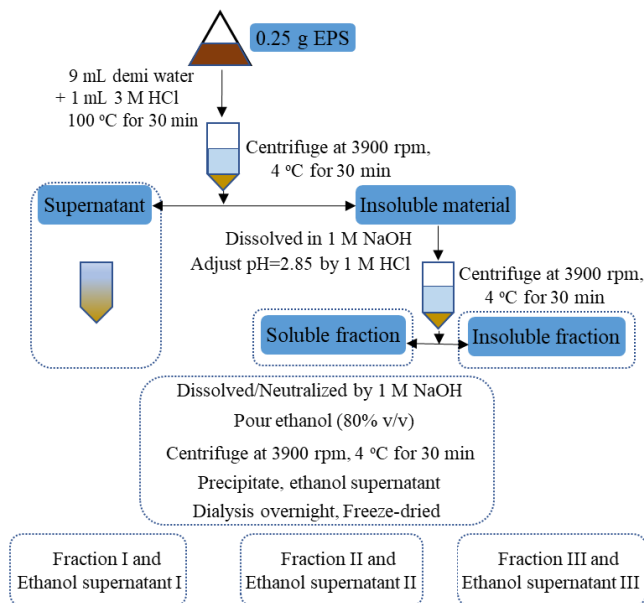 0.25 g EPS
9 mL demi water
+ 1 mL 3 M HCl
100 °C for 30 min
Centrifuge at 3900 rpm,
4 °C for 30 min
Supernatant
Insoluble material
Dissolved in 1 M NaOH
Adjust pH=2.85 by 1 M HCl
Centrifuge at 3900 rpm,
4 °C for 30 min
Soluble fraction
Insoluble fraction
Dissolved/Neutralized by 1 M NaOH
Pour ethanol (80% v/v)
Centrifuge at 3900 rpm, 4 °C for 30 min
Precipitate, ethanol supernatant
Dialysis overnight, Freeze-dried
Fraction I and
Ethanol supernatant I
Fraction II and
Ethanol supernatant II
Fraction III and
Ethanol supernatant III